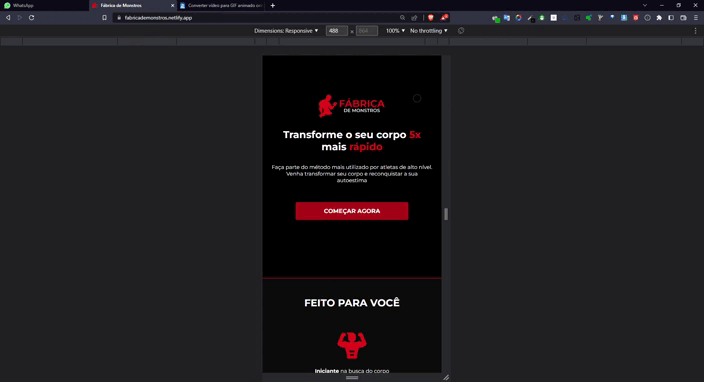 WhatsApp
Fábrica de Monstros
Converter vídeo para GIF animado on
fabricademonstros.netlify.app
Dimensions: Responsive
488
x
864
100%
No throttling
FÁBRICA
DE MONSTROS
Transforme o seu corpo 5x
mais rápido
Faça parte do método mais utilizado por atletas de alto nível.
Venha transformar seu corpo e reconquistar a sua
autoestima
COMEÇAR AGORA
FEITO PARA VOCÊ
Iniciante na busca do corpo